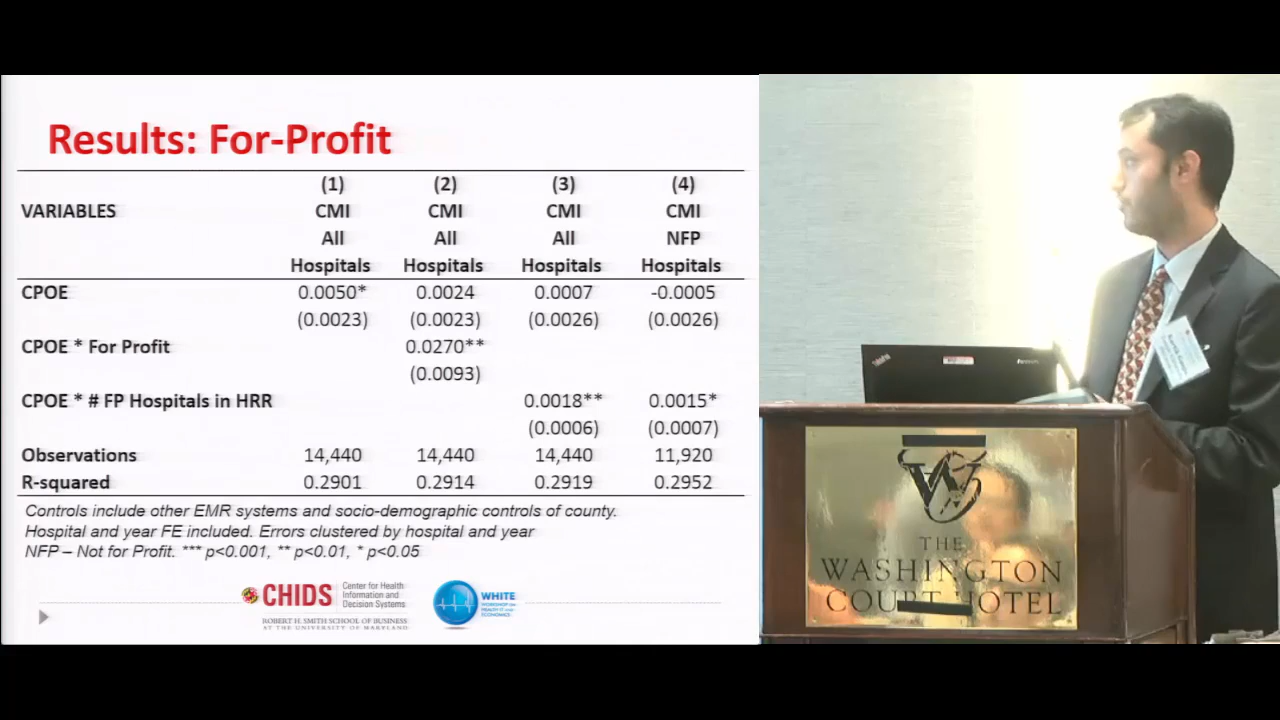 Results: For-Profit
(1) (2) (3) (4)
VARIABLES CMI CMI CMI CMI
All All All NFP
Hospitals Hospitals Hospitals Hospitals
CPOE 0.0050* 0.0024 0.0007 -0.0005
(0.0023) (0.0023) (0.0026) (0.0026)
CPOE * For Profit 0.0270**
(0.0093)
CPOE * # FP Hospitals in HRR 0.0018** 0.0015*
(0.0006) (0.0007)
Observations 14,440 14,440 14,440 11,920
R-squared 0.2901 0.2914 0.2919 0.2952
Controls include other EMR systems and socio-demographic controls of county.
Hospital and year FE included. Errors clustered by hospital and year
NFP – Not for Profit. *** p<0.001, ** p<0.01, * p<0.05
CHIDS
Center for Health
Information and
Decision Systems
ROBERT H. SMITH SCHOOL OF BUSINESS
AT THE UNIVERSITY OF MARYLAND
WHITE
WORKSHOP ON
HEALTH IT AND
ECONOMICS
THE
WASHINGTON
COURT HOTEL